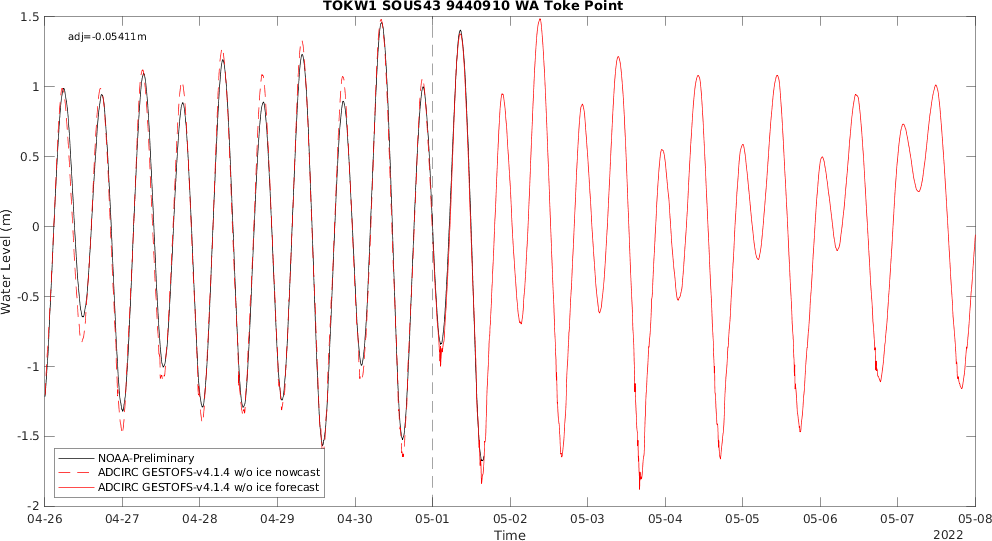 TOKW1 SOUS43 9440910 WA Toke Point
adj=-0.05411m
1.5
1
0.5
0
-0.5
-1
-1.5
-2
Water Level (m)
NOAA-Preliminary
ADCIRC GESTOFS-v4.1.4 w/o ice nowcast
ADCIRC GESTOFS-v4.1.4 w/o ice forecast
04-26 04-27 04-28 04-29 04-30 05-01 05-02 05-03 05-04 05-05 05-06 05-07 05-08
Time
2022